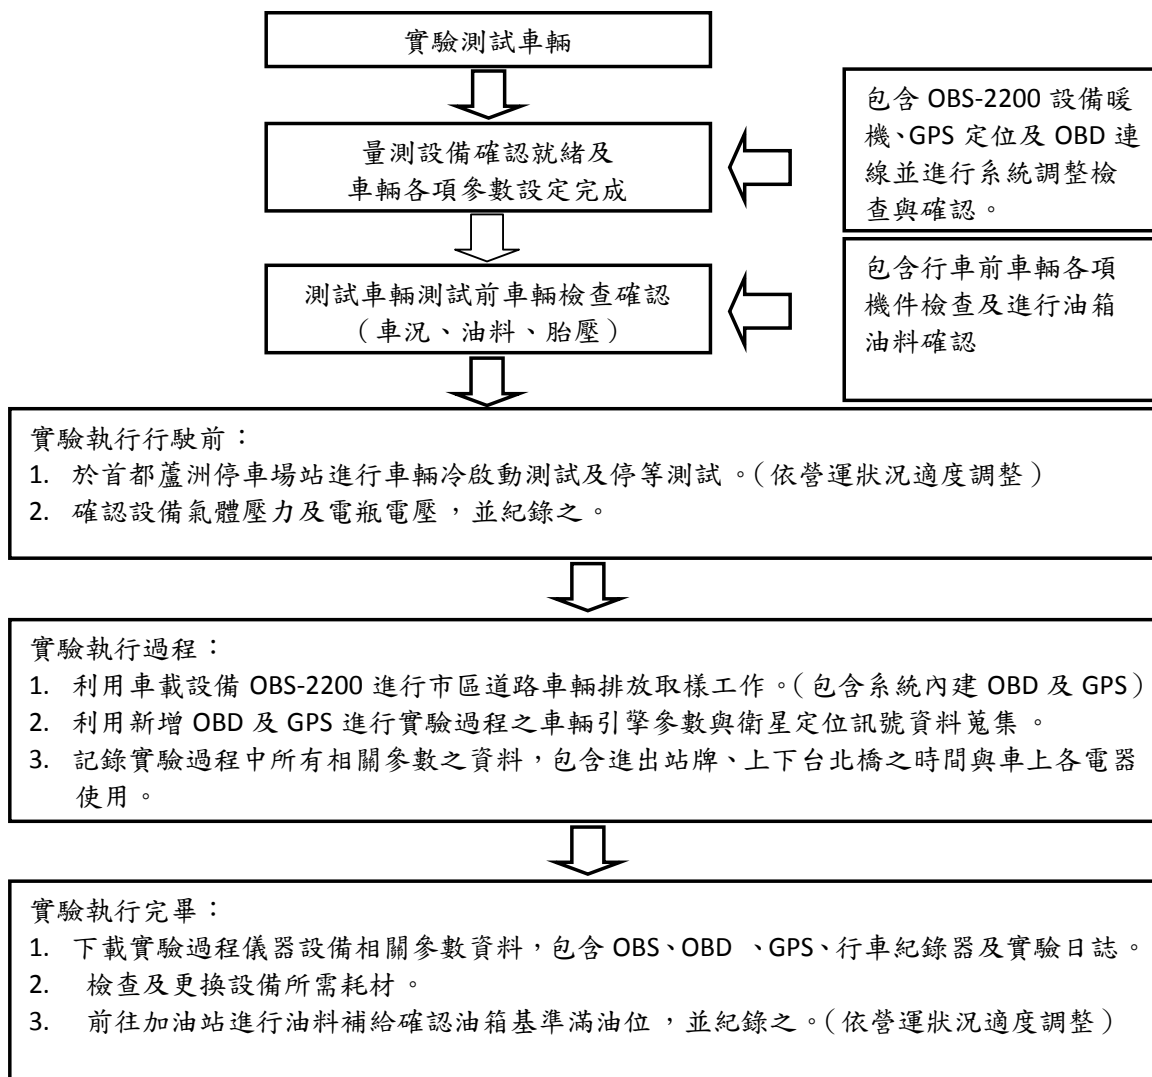 實驗測試車輛
量測設備確認就緒及
車輛各項參數設定完成
包含 OBS-2200 設備暖
機、GPS 定位及 OBD 連
線並進行系統調整檢
查與確認。
測試車輛測試前車輛檢查確認
（車況、油料、胎壓）
包含行車前車輛各項
機件檢查及進行油箱
油料確認
實驗執行行駛前：
1. 於首都蘆洲停車場站進行車輛冷啟動測試及停等測試。（依營運狀況適度調整）
2. 確認設備氣體壓力及電瓶電壓，並紀錄之。
實驗執行過程：
1. 利用車載設備 OBS-2200 進行市區道路車輛排放取樣工作。（包含系統內建 OBD 及 GPS）
2. 利用新增 OBD 及 GPS 進行實驗過程之車輛引擎參數與衛星定位訊號資料蒐集。
3. 記錄實驗過程中所有相關參數之資料，包含進出站牌、上下台北橋之時間與車上各電器
使用。
實驗執行完畢：
1. 下載實驗過程儀器設備相關參數資料，包含 OBS、OBD 、GPS、行車紀錄器及實驗日誌。
2. 檢查及更換設備所需耗材。
3. 前往加油站進行油料補給確認油箱基準滿油位，並紀錄之。（依營運狀況適度調整）